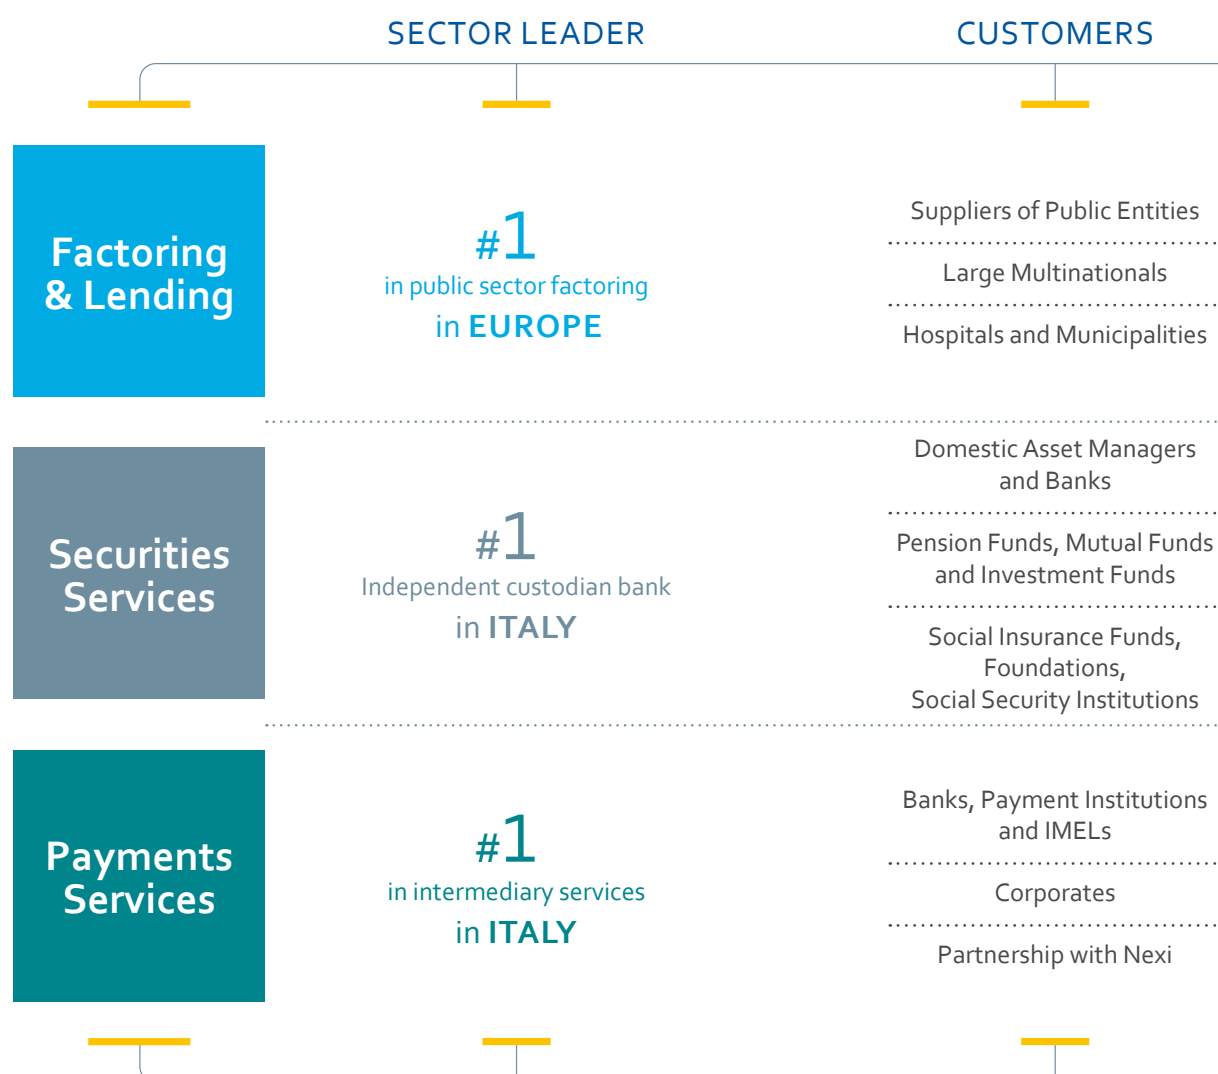 SECTOR LEADER
CUSTOMERS
Factoring
& Lending
#1
in public sector factoring
in EUROPE
Suppliers of Public Entities
Large Multinationals
Hospitals and Municipalities
Securities
Services
#1
Independent custodian bank
in ITALY
Domestic Asset Managers
and Banks
Pension Funds, Mutual Funds
and Investment Funds
Social Insurance Funds,
Foundations,
Social Security Institutions
Payments
Services
#1
in intermediary services
in ITALY
Banks, Payment Institutions
and IMELs
Corporates
Partnership with Nexi